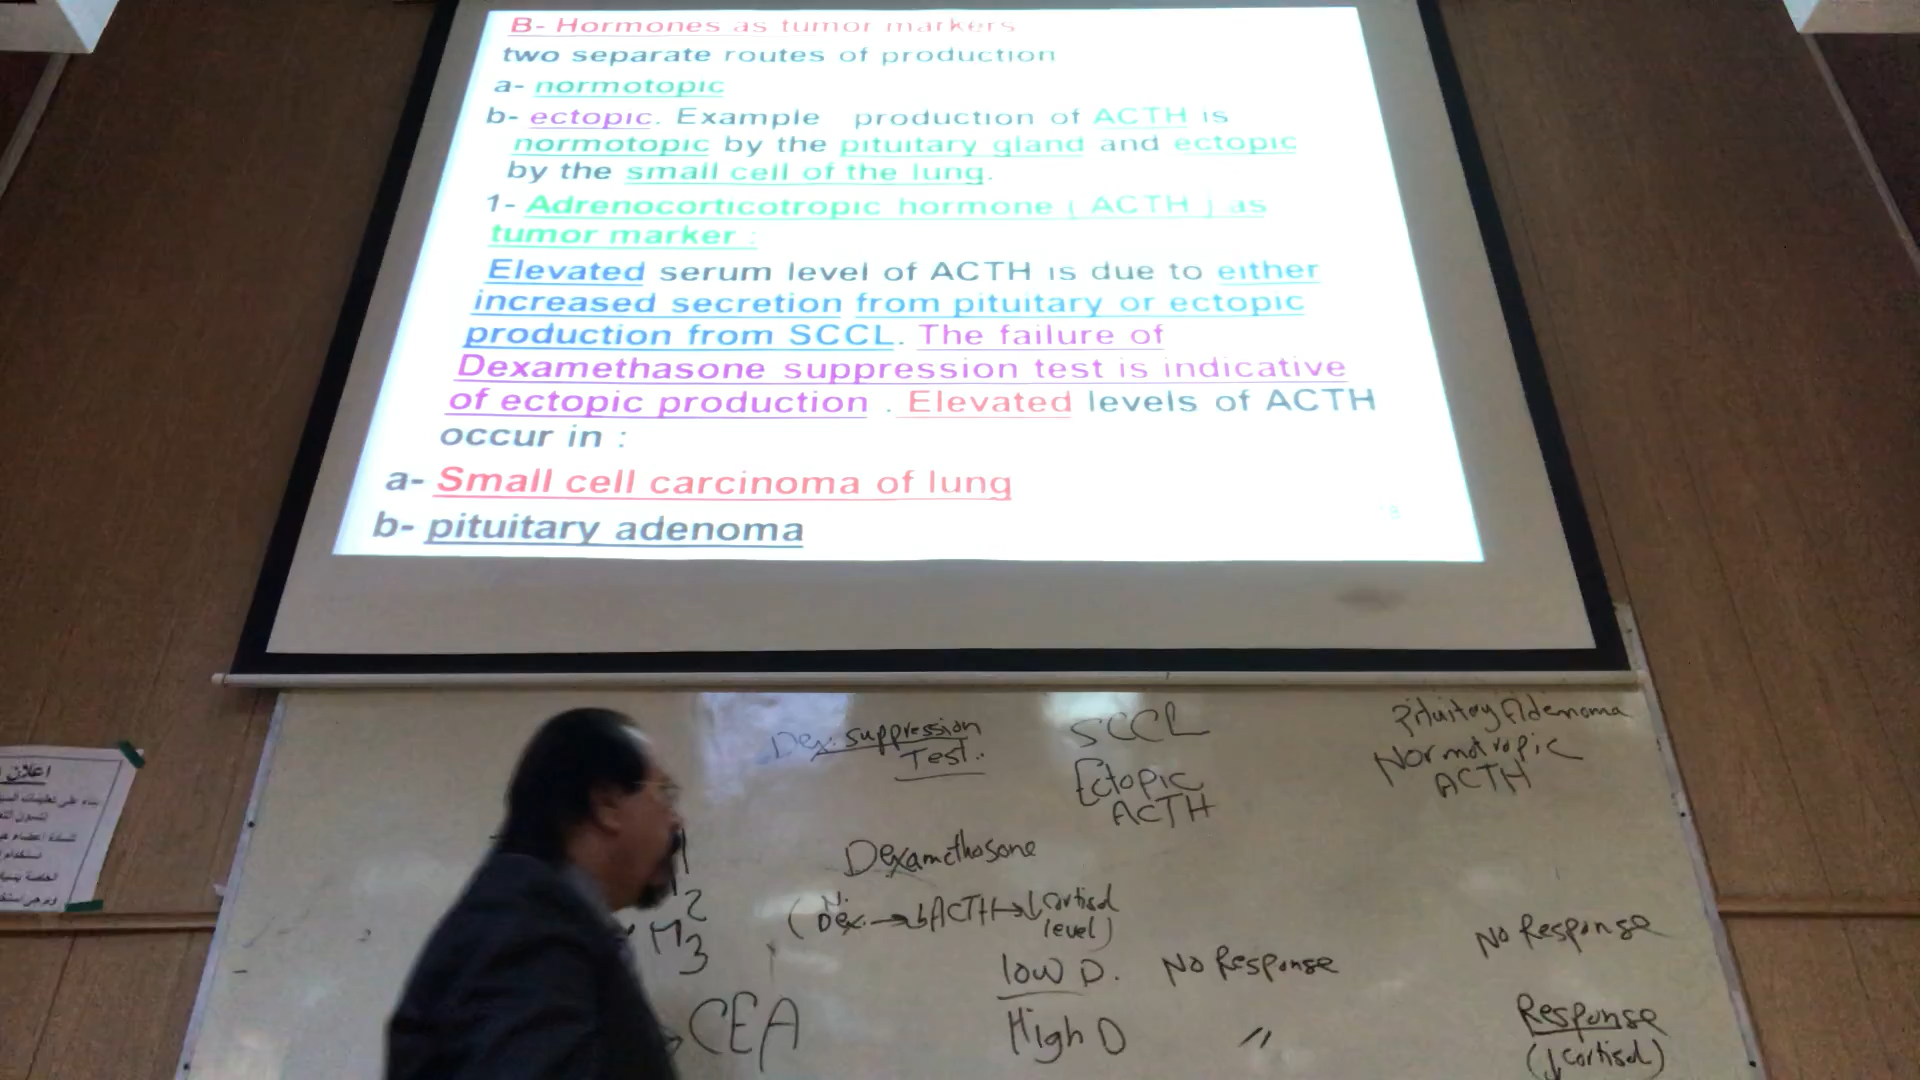 B- Hormones as tumor markers
two separate routes of production
a- normotopic
b- ectopic. Example production of ACTH is
normotopic by the pituitary gland and ectopic
by the small cell of the lung.
1- Adrenocorticotropic hormone ( ACTH ) as
tumor marker :
Elevated serum level of ACTH is due to either
increased secretion from pituitary or ectopic
production from SCCL. The failure of
Dexamethasone suppression test is indicative
of ectopic production . Elevated levels of ACTH
occur in :
a- Small cell carcinoma of lung
b- pituitary adenoma
18
Dex. suppression
Test.
SCCL
Ectopic
ACTH
Pituitary Adenoma
Normotropic
ACTH
Dexamethasone
(Dex. → ↓ACTH → ↓Cortisol
level)
low D. No Response No Response
High D 〃 Response
(↓Cortisol)
2
M3
CEA
اعلان